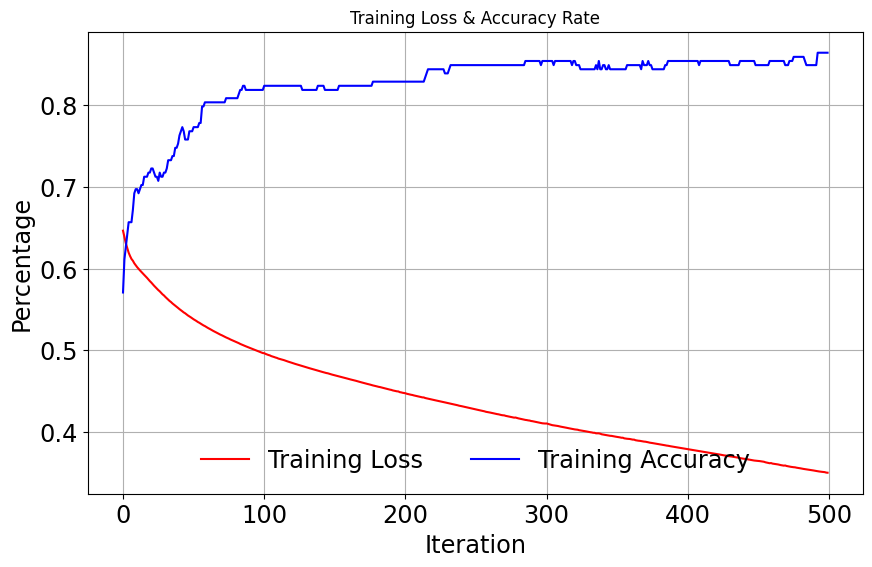 Training Loss & Accuracy Rate
Percentage
0.8
0.7
0.6
0.5
0.4
Training Loss
Training Accuracy
0
100
200
300
400
500
Iteration